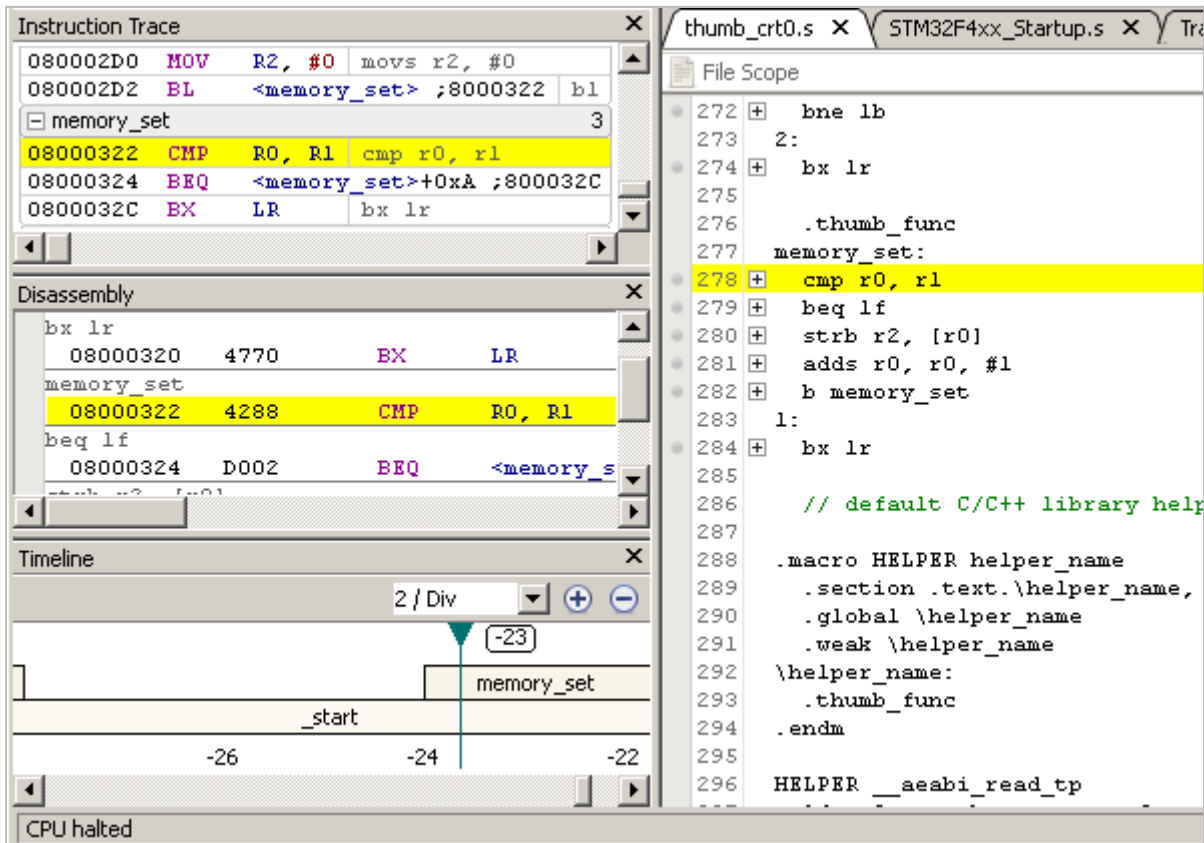 Instruction Trace
080002D0 MOV R2, #0 movs r2, #0
080002D2 BL <memory_set> ;8000322 bl
memory_set 3
08000322 CMP R0, R1 cmp r0, r1
08000324 BEQ <memory_set>+0xA ;800032C
0800032C BX LR bx lr
Disassembly
bx lr
08000320 4770 BX LR
memory_set
08000322 4288 CMP R0, R1
beq 1f
08000324 D002 BEQ <memory_s
Timeline
2 / Div
-23
memory_set
_start
-26 -24 -22
CPU halted
thumb_crt0.s STM32F4xx_Startup.s Tra
File Scope
272 bne 1b
273 2:
274 bx lr
275
276 .thumb_func
277 memory_set:
278 cmp r0, r1
279 beq 1f
280 strb r2, [r0]
281 adds r0, r0, #1
282 b memory_set
283 1:
284 bx lr
285
286 // default C/C++ library help
287
288 .macro HELPER helper_name
289 .section .text.\helper_name,
290 .global \helper_name
291 .weak \helper_name
292 \helper_name:
293 .thumb_func
294 .endm
295
296 HELPER __aeabi_read_tp